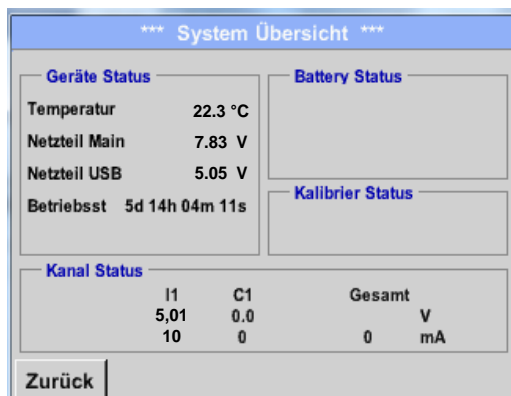 *** System Übersicht ***
Geräte Status
Temperatur 22.3 °C
Netzteil Main 7.83 V
Netzteil USB 5.05 V
Betriebsst 5d 14h 04m 11s
Battery Status
Kalibrier Status
Kanal Status
I1 C1 Gesamt
5,01 0.0 V
10 0 0 mA
Zurück